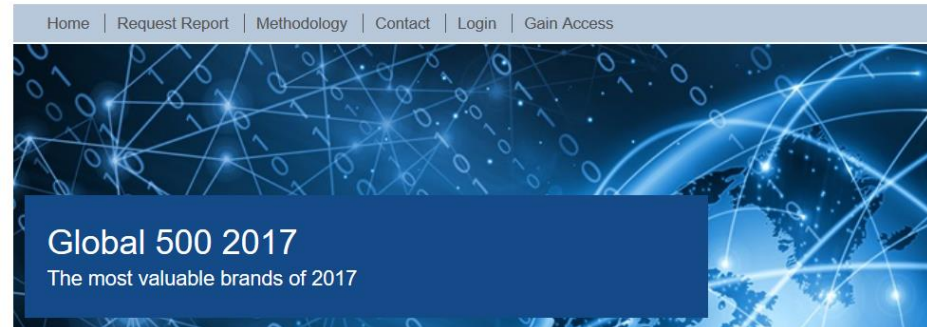 Home | Request Report | Methodology | Contact | Login | Gain Access
Global 500 2017
The most valuable brands of 2017